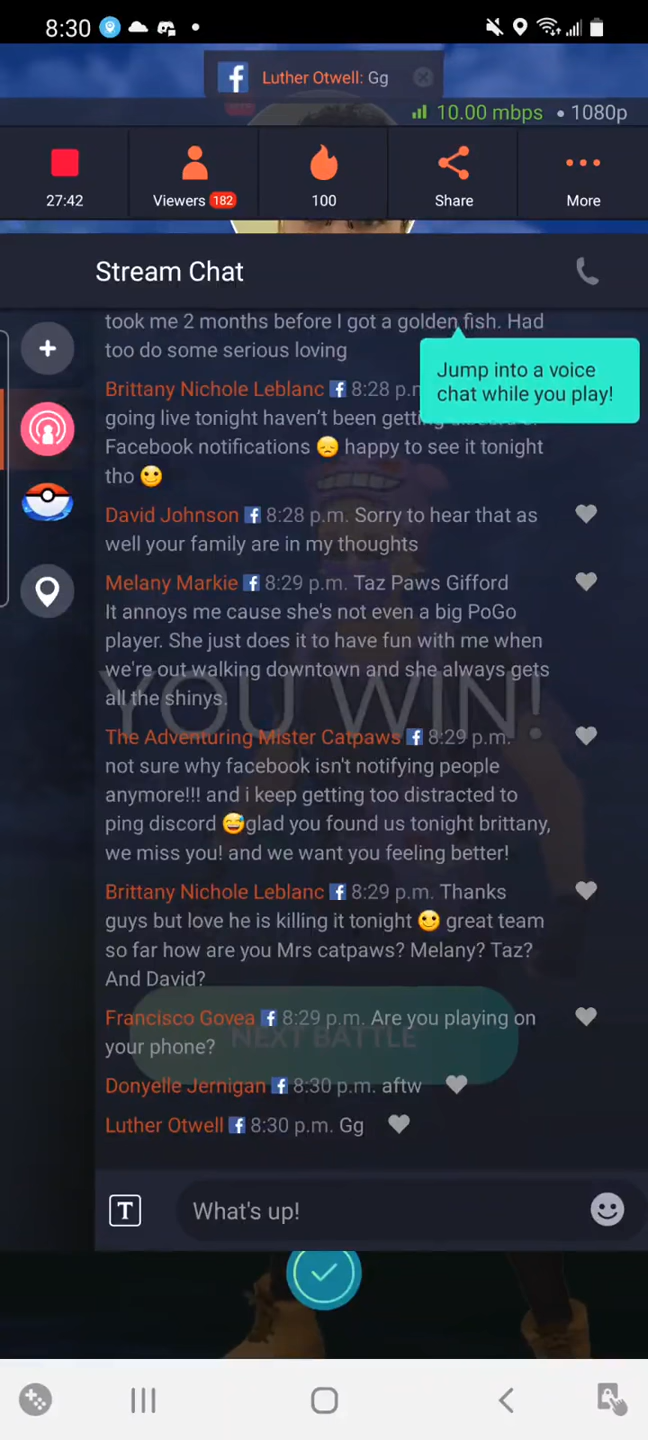 8:30
Luther Otwell: Gg
10.00 mbps • 1080p
27:42
Viewers 182
100
Share
More
Stream Chat
took me 2 months before I got a golden fish. Had
too do some serious loving
Jump into a voice
chat while you play!
Brittany Nichole Leblanc 8:28 p.m.
going live tonight haven't been getting
Facebook notifications 😞 happy to see it tonight
tho 🙂
David Johnson 8:28 p.m. Sorry to hear that as
well your family are in my thoughts
Melany Markie 8:29 p.m. Taz Paws Gifford
It annoys me cause she's not even a big PoGo
player. She just does it to have fun with me when
we're out walking downtown and she always gets
all the shinys.
YOU WIN!
The Adventuring Mister Catpaws 8:29 p.m.
not sure why facebook isn't notifying people
anymore!!! and i keep getting too distracted to
ping discord 😅glad you found us tonight brittany,
we miss you! and we want you feeling better!
Brittany Nichole Leblanc 8:29 p.m. Thanks
guys but love he is killing it tonight 🙂 great team
so far how are you Mrs catpaws? Melany? Taz?
And David?
Francisco Govea 8:29 p.m. Are you playing on
your phone?
NEXT BATTLE
Donyelle Jernigan 8:30 p.m. aftw
Luther Otwell 8:30 p.m. Gg
T
What's up!